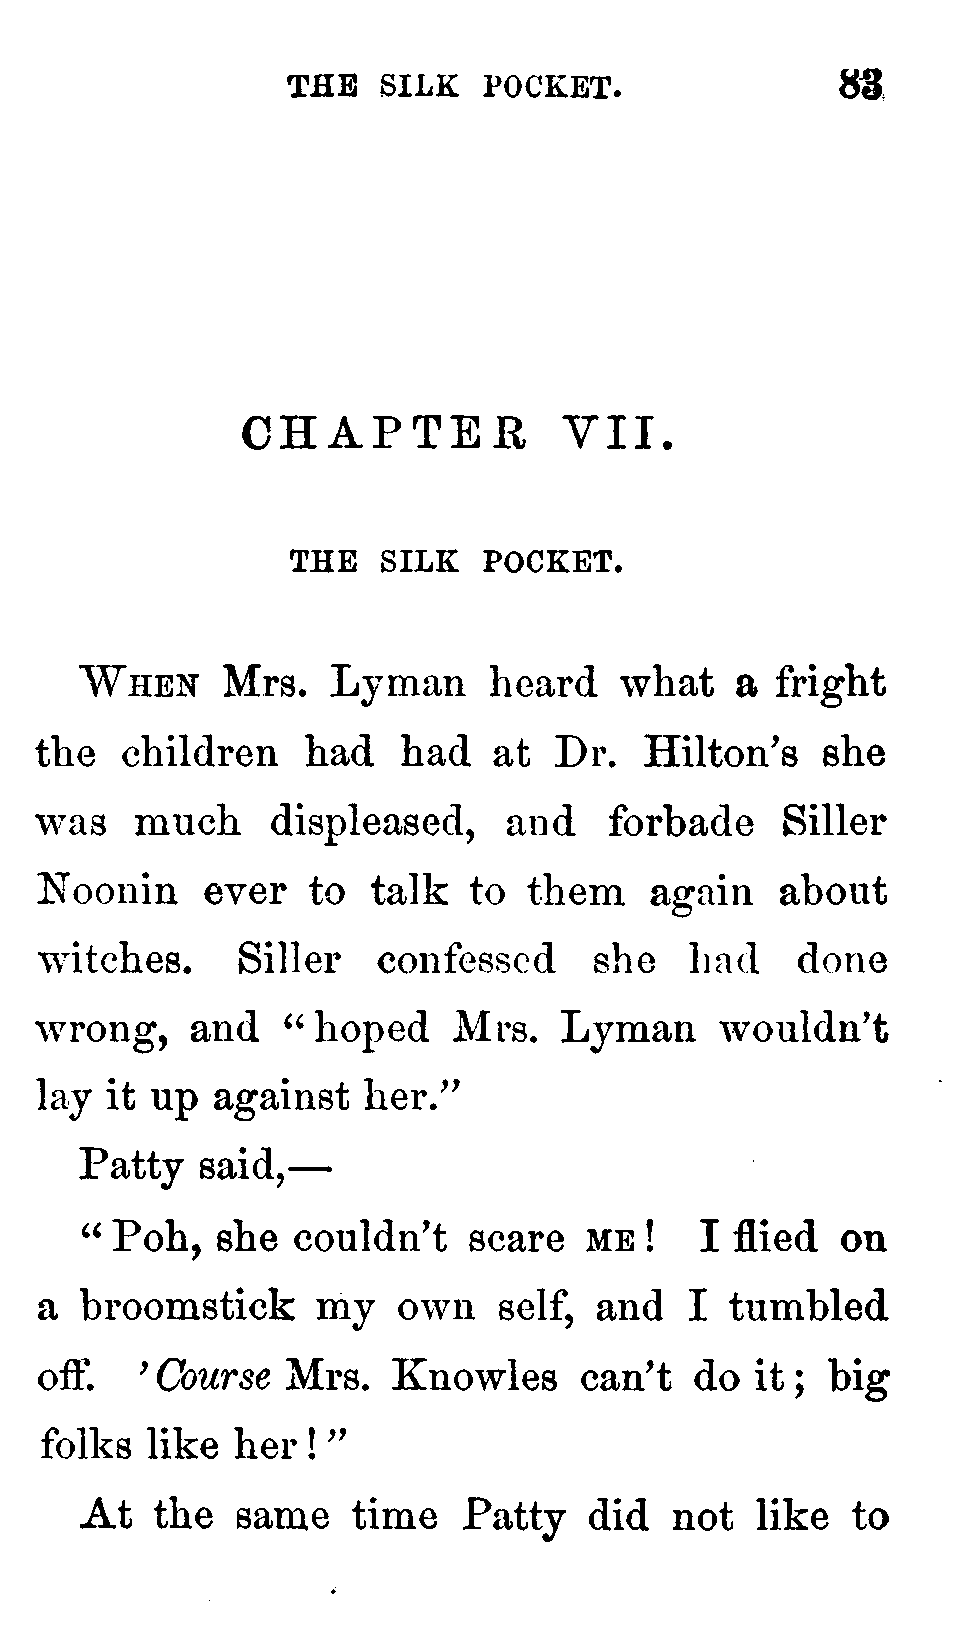 THE SILK POCKET. 83
CHAPTER VII.
THE SILK POCKET.
WHEN Mrs. Lyman heard what a fright
the children had had at Dr. Hilton's she
was much displeased, and forbade Siller
Noonin ever to talk to them again about
witches. Siller confessed she had done
wrong, and “hoped Mrs. Lyman wouldn't
lay it up against her.”
Patty said,—
“Poh, she couldn't scare ME! I flied on
a broomstick my own self, and I tumbled
off. 'Course Mrs. Knowles can't do it; big
folks like her!”
At the same time Patty did not like to